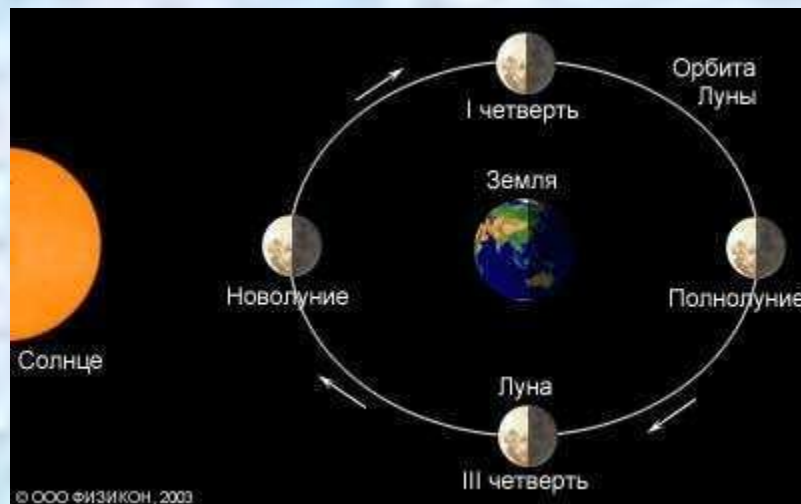 Орбита
Луны
I четверть
Земля
Новолуние
Полнолуние
Солнце
Луна
III четверть
© ООО ФИЗИКОН, 2003